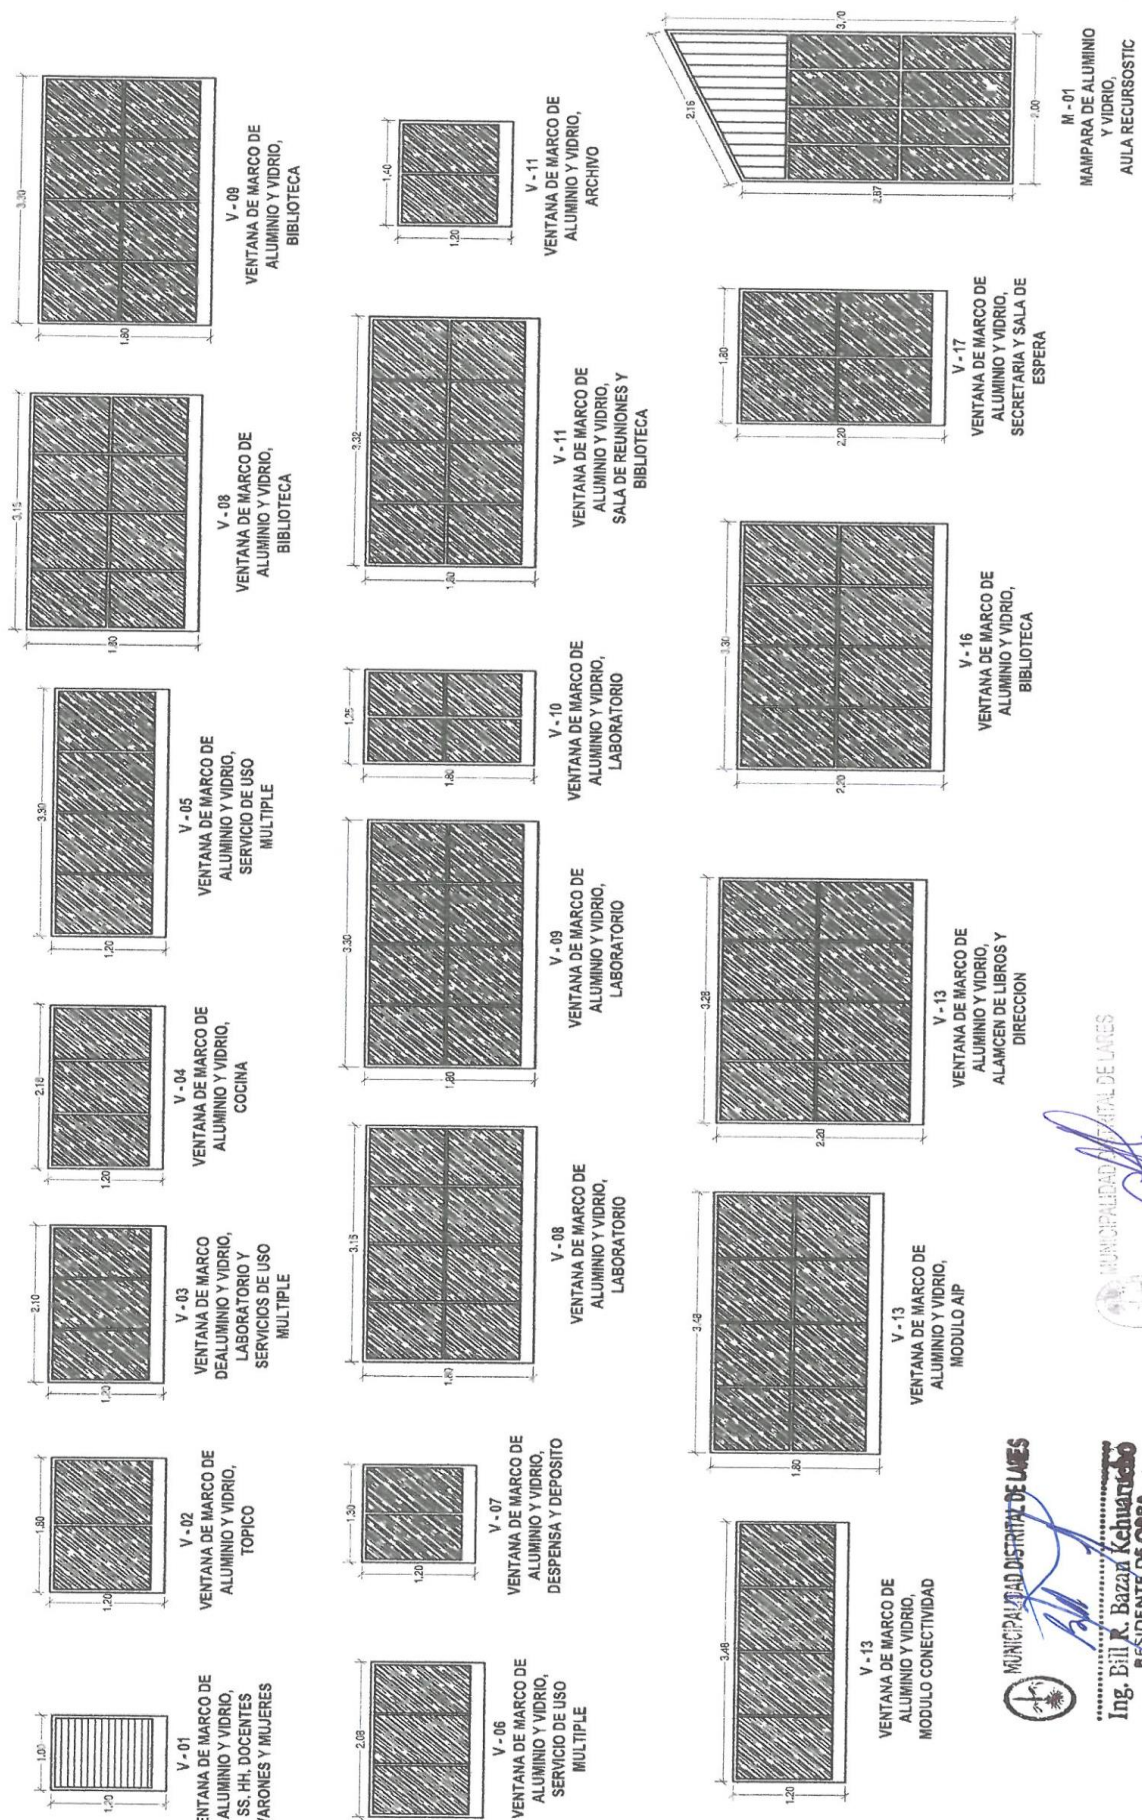 1.00
1.20
V - 01
VENTANA DE MARCO DE
ALUMINIO Y VIDRIO,
SS. HH. DOCENTES
VARONES Y MUJERES
1.80
1.20
V - 02
VENTANA DE MARCO DE
ALUMINIO Y VIDRIO,
TOPICO
2.10
1.20
V - 03
VENTANA DE MARCO
DEALUMINIO Y VIDRIO,
LABORATORIO Y
SERVICIOS DE USO
MULTIPLE
2.18
1.20
V - 04
VENTANA DE MARCO DE
ALUMINIO Y VIDRIO,
COCINA
3.30
1.20
V - 05
VENTANA DE MARCO DE
ALUMINIO Y VIDRIO,
SERVICIO DE USO
MULTIPLE
3.15
1.80
V - 08
VENTANA DE MARCO DE
ALUMINIO Y VIDRIO,
BIBLIOTECA
3.30
1.80
V - 09
VENTANA DE MARCO DE
ALUMINIO Y VIDRIO,
BIBLIOTECA
2.08
1.20
V - 06
VENTANA DE MARCO DE
ALUMINIO Y VIDRIO,
SERVICIO DE USO
MULTIPLE
1.30
1.20
V - 07
VENTANA DE MARCO DE
ALUMINIO Y VIDRIO,
DESPENSA Y DEPOSITO
3.15
1.80
V - 08
VENTANA DE MARCO DE
ALUMINIO Y VIDRIO,
LABORATORIO
3.30
1.80
V - 09
VENTANA DE MARCO DE
ALUMINIO Y VIDRIO,
LABORATORIO
1.25
1.80
V - 10
VENTANA DE MARCO DE
ALUMINIO Y VIDRIO,
LABORATORIO
3.32
1.80
V - 11
VENTANA DE MARCO DE
ALUMINIO Y VIDRIO,
SALA DE REUNIONES Y
BIBLIOTECA
1.40
1.20
V - 11
VENTANA DE MARCO DE
ALUMINIO Y VIDRIO,
ARCHIVO
3.48
1.20
V - 13
VENTANA DE MARCO DE
ALUMINIO Y VIDRIO,
MODULO CONECTIVIDAD
3.48
1.80
V - 13
VENTANA DE MARCO DE
ALUMINIO Y VIDRIO,
MODULO AIP
3.28
2.20
V - 13
VENTANA DE MARCO DE
ALUMINIO Y VIDRIO,
ALAMCEN DE LIBROS Y
DIRECCION
3.30
2.20
V - 16
VENTANA DE MARCO DE
ALUMINIO Y VIDRIO,
BIBLIOTECA
1.80
2.20
V - 17
VENTANA DE MARCO DE
ALUMINIO Y VIDRIO,
SECRETARIA Y SALA DE
ESPERA
2.16
3.70
2.67
2.00
M - 01
MAMPARA DE ALUMINIO
Y VIDRIO,
AULA RECURSOSTIC
MUNICIPALIDAD DISTRITAL DE LARES
Ing. Bill R. Bazan Kehuarucho
RESIDENTE DE OBRA
MUNICIPALIDAD DISTRITAL DE LARES